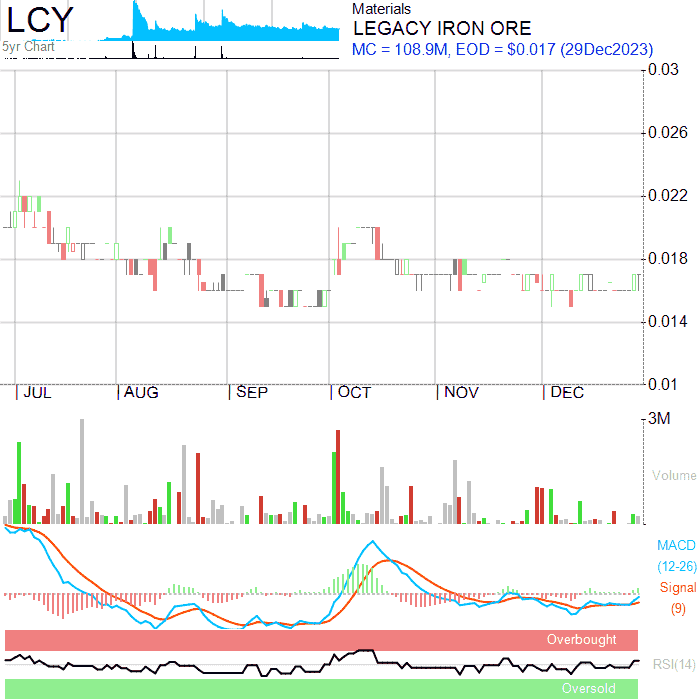 LCY
5yr Chart
Materials
LEGACY IRON ORE
MC = 108.9M, EOD = $0.017 (29Dec2023)
0.03
0.026
0.022
0.018
0.014
0.01
JUL AUG SEP OCT NOV DEC
3M
Volume
MACD
(12-26)
Signal
(9)
Overbought
RSI(14)
Oversold